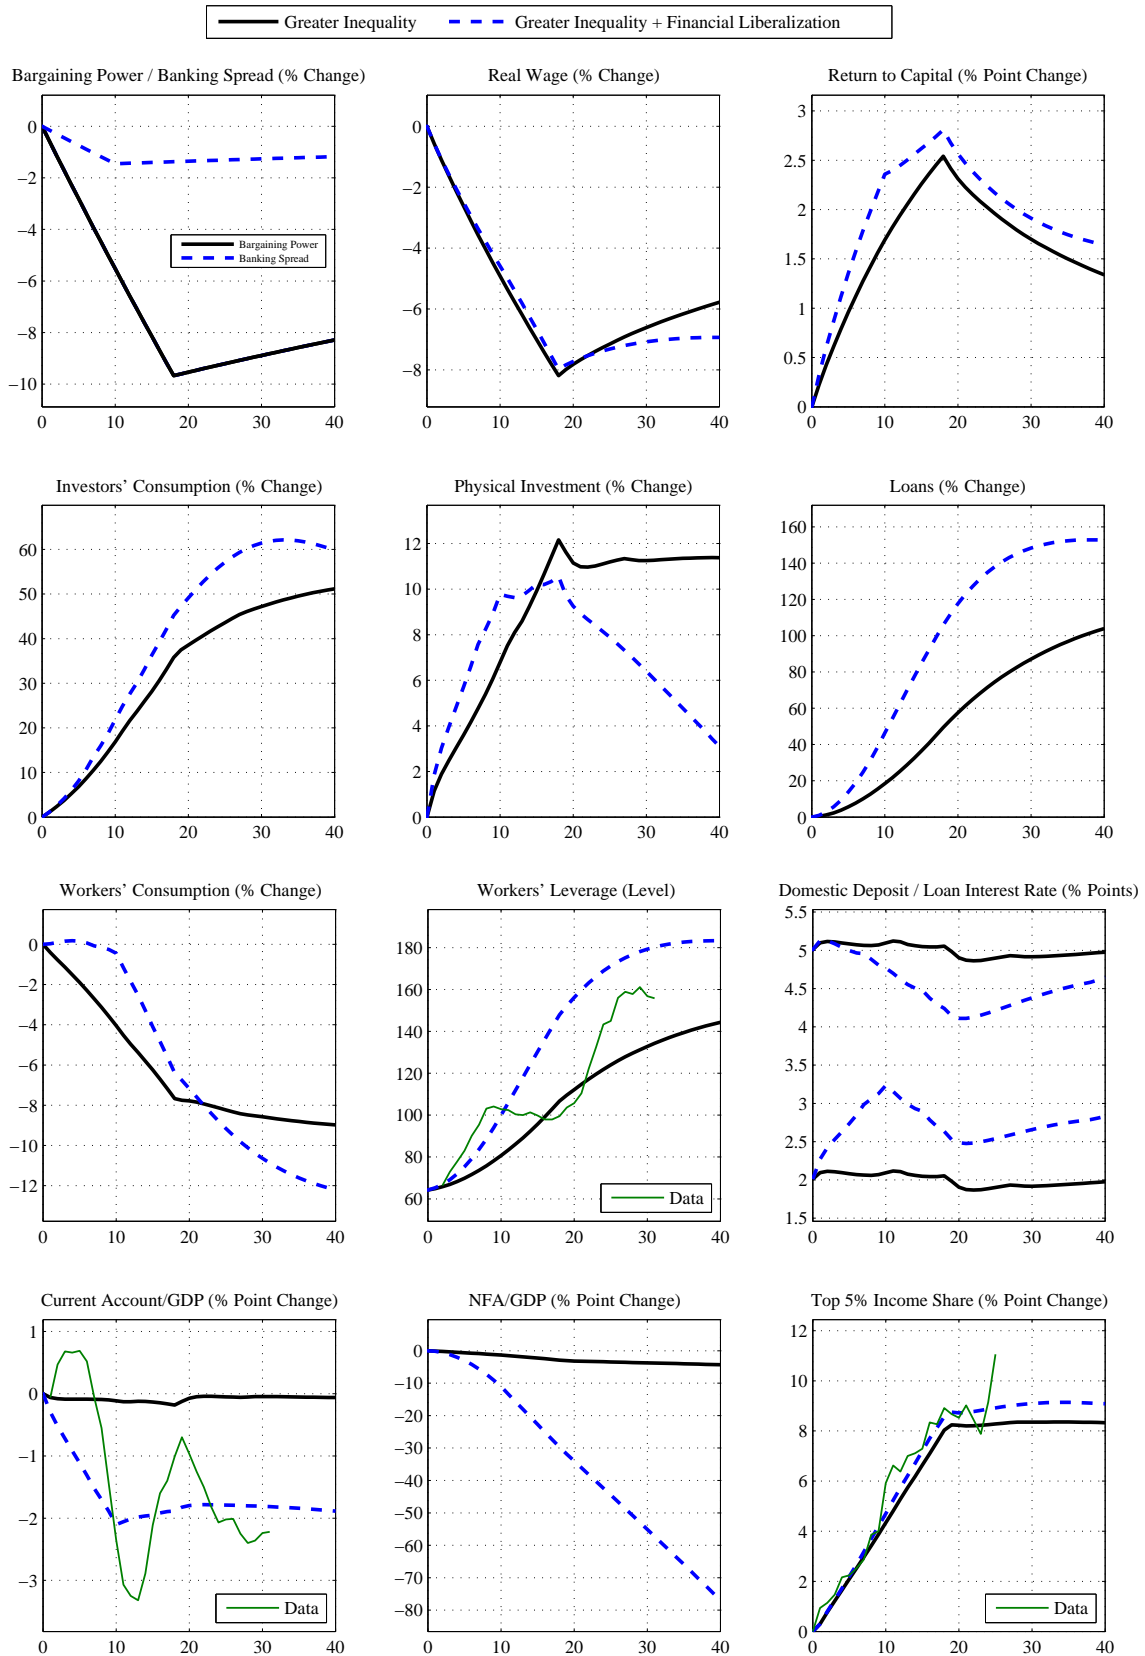 Greater Inequality
Greater Inequality + Financial Liberalization
Bargaining Power / Banking Spread (% Change)
0
−2
−4
−6
−8
−10
0 10 20 30 40
Bargaining Power
Banking Spread
Real Wage (% Change)
0
−2
−4
−6
−8
0 10 20 30 40
Return to Capital (% Point Change)
3
2.5
2
1.5
1
0.5
0
0 10 20 30 40
Investors' Consumption (% Change)
60
50
40
30
20
10
0
0 10 20 30 40
Physical Investment (% Change)
12
10
8
6
4
2
0
0 10 20 30 40
Loans (% Change)
160
140
120
100
80
60
40
20
0
0 10 20 30 40
Workers' Consumption (% Change)
0
−2
−4
−6
−8
−10
−12
0 10 20 30 40
Workers' Leverage (Level)
180
160
140
120
100
80
60
0 10 20 30 40
Data
Domestic Deposit / Loan Interest Rate (% Points)
5.5
5
4.5
4
3.5
3
2.5
2
1.5
0 10 20 30 40
Current Account/GDP (% Point Change)
1
0
−1
−2
−3
0 10 20 30 40
Data
NFA/GDP (% Point Change)
0
−10
−20
−30
−40
−50
−60
−70
−80
0 10 20 30 40
Top 5% Income Share (% Point Change)
12
10
8
6
4
2
0
0 10 20 30 40
Data